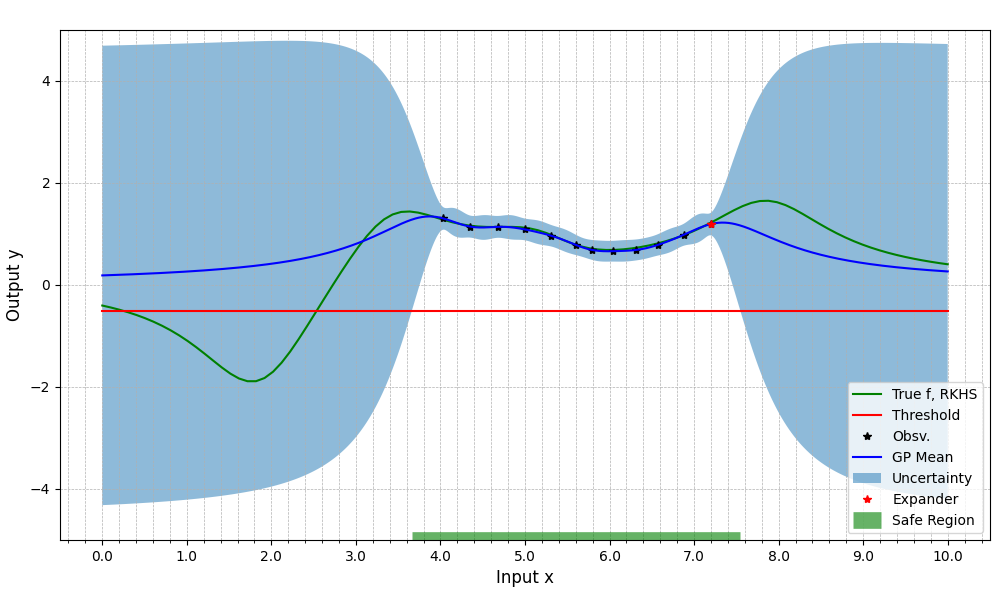 4
2
0
−2
−4
Output y
0.0 1.0 2.0 3.0 4.0 5.0 6.0 7.0 8.0 9.0 10.0
Input x
True f, RKHS
Threshold
Obsv.
GP Mean
Uncertainty
Expander
Safe Region